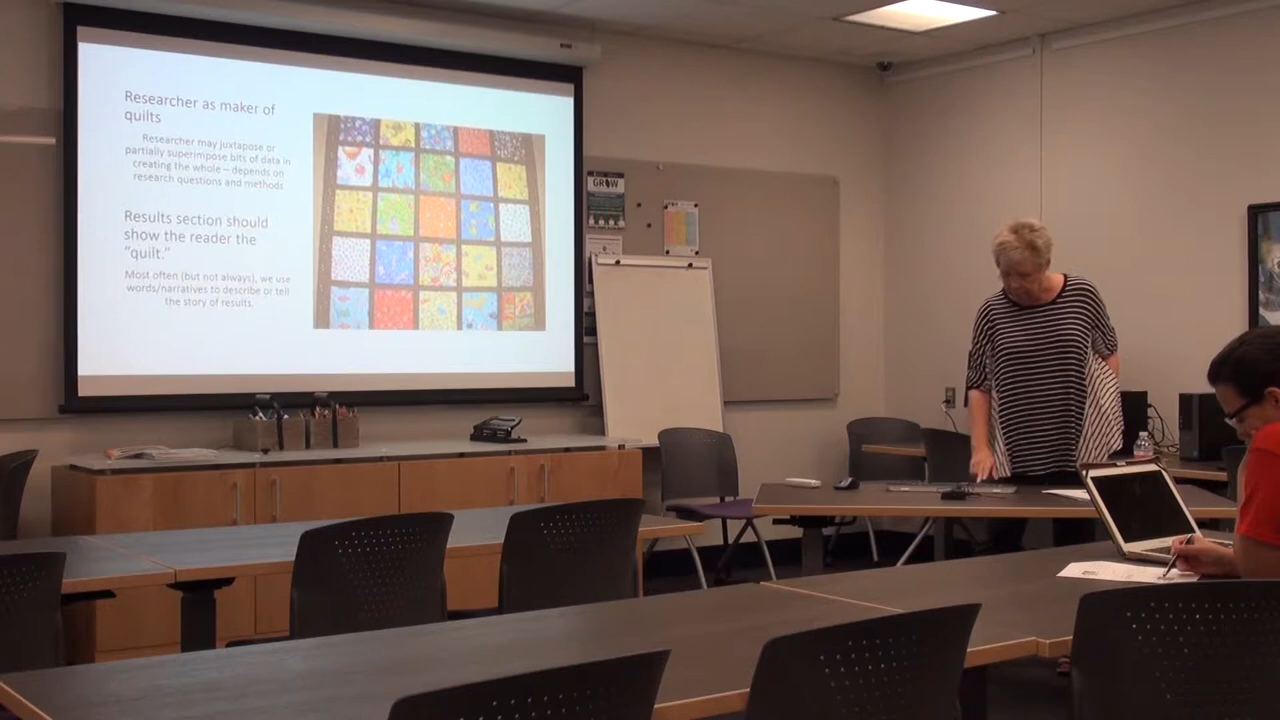 Researcher as maker of
quilts
Researcher may juxtapose or
partially superimpose bits of data in
creating the whole – depends on
research questions and methods
Results section should
show the reader the
"quilt."
Most often (but not always), we use
words/narratives to describe or tell
the story of results.
GROW